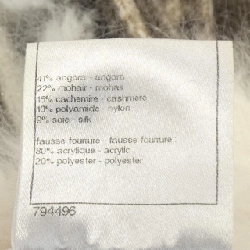 41% angora - angora
22% mohair - mohair
15% cachemire - cashmere
13% polyamide - nylon
9% soie - silk
fausse fourrure - fausse fourrure
80% acrylique - acrylic
20% polyester - polyester
794496